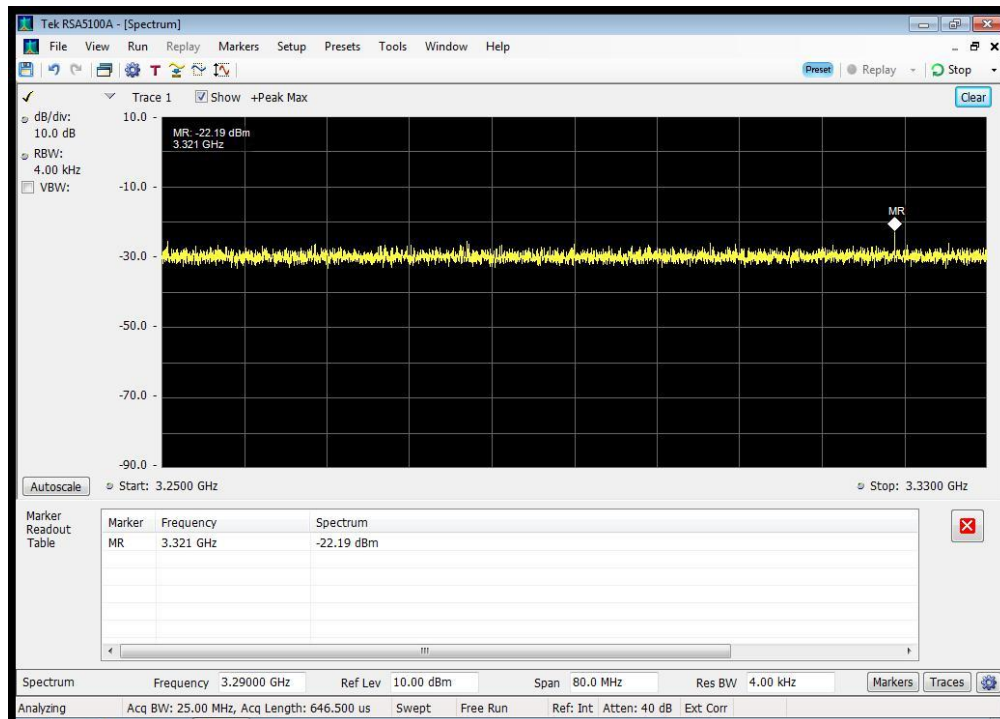 Tek RSA5100A - [Spectrum]
File View Run Replay Markers Setup Presets Tools Window Help
T Preset Replay Stop
Trace 1 Show +Peak Max Clear
dB/div:
10.0 dB
RBW:
4.00 kHz
VBW:
10.0
-10.0
-30.0
-50.0
-70.0
-90.0
MR: -22.19 dBm
3.321 GHz
MR
Autoscale Start: 3.2500 GHz Stop: 3.3300 GHz
Marker
Readout
Table
Marker Frequency Spectrum
MR 3.321 GHz -22.19 dBm
Spectrum Frequency 3.29000 GHz Ref Lev 10.00 dBm Span 80.0 MHz Res BW 4.00 kHz Markers Traces
Analyzing Acq BW: 25.00 MHz, Acq Length: 646.500 us Swept Free Run Ref: Int Atten: 40 dB Ext Corr